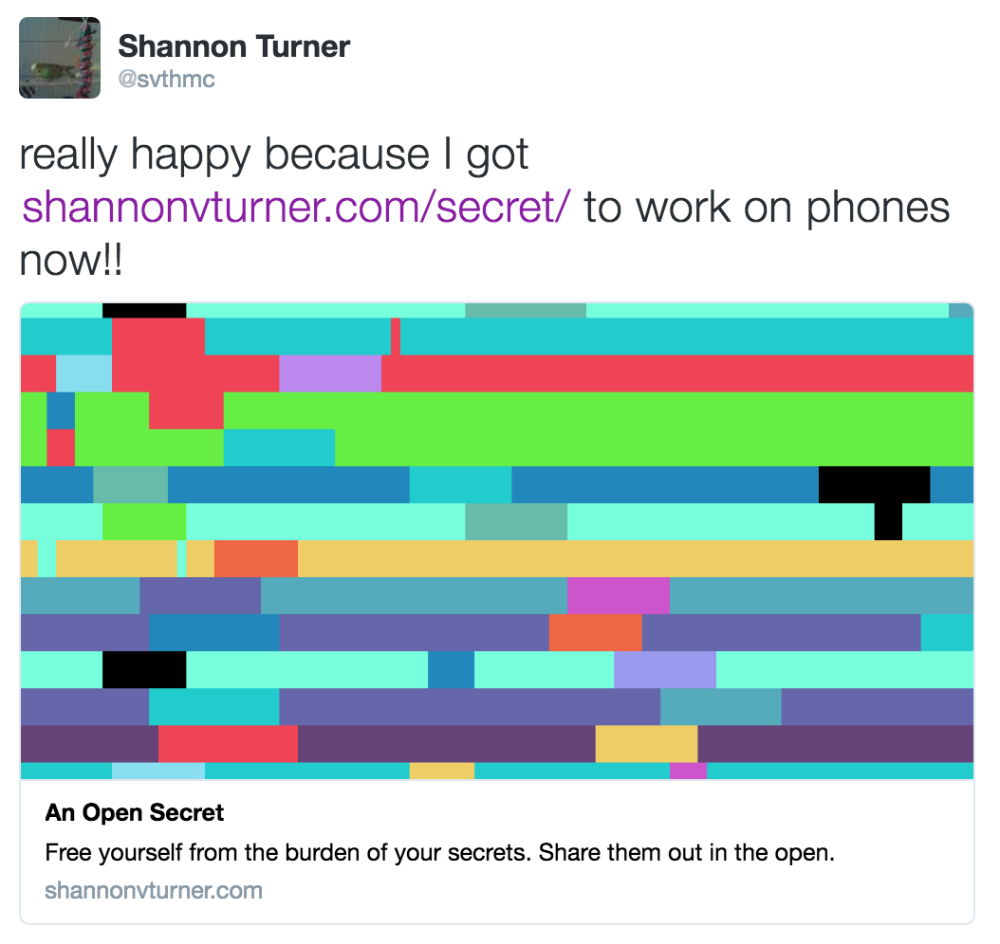 Shannon Turner
@svthmc
really happy because I got
shannonvturner.com/secret/ to work on phones
now!!
An Open Secret
Free yourself from the burden of your secrets. Share them out in the open.
shannonvturner.com